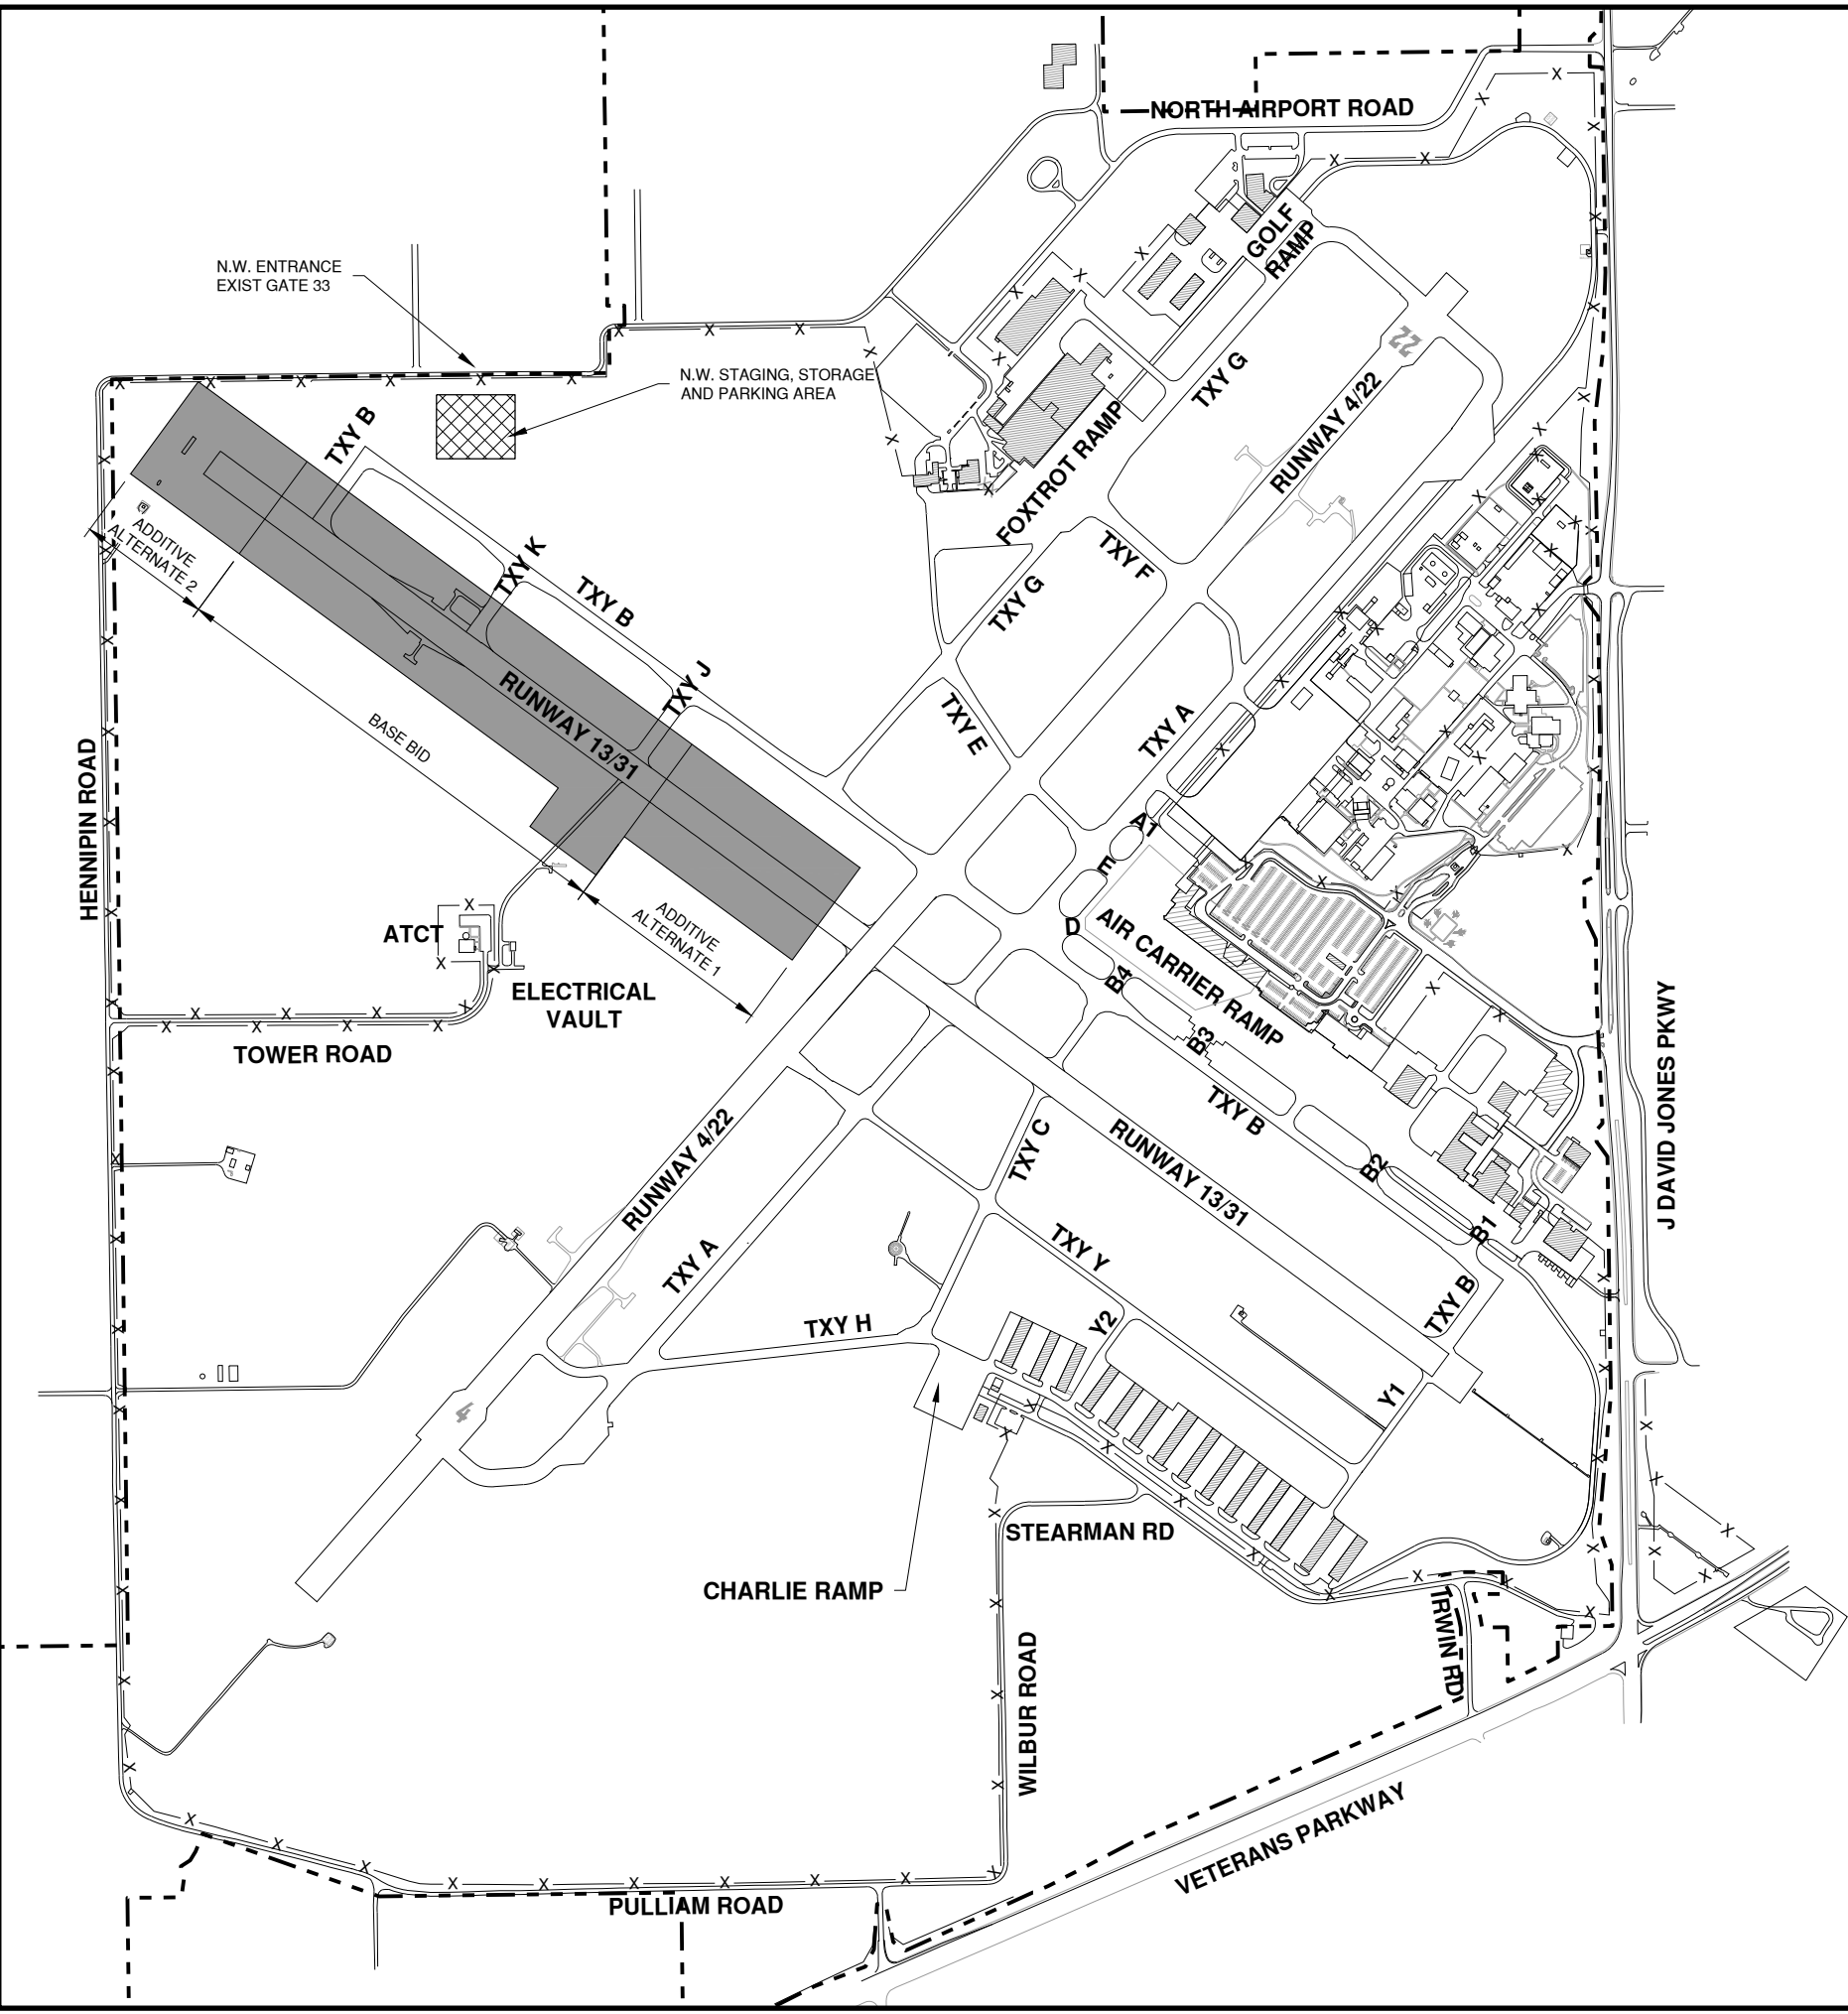 NORTH AIRPORT ROAD
GOLF
RAMP
N.W. ENTRANCE
EXIST GATE 33
N.W. STAGING, STORAGE
AND PARKING AREA
22
TXY G
RUNWAY 4/22
TXY B
FOXTROT RAMP
ADDITIVE
ALTERNATE 2
TXY K
TXY B
TXY F
TXY G
TXY J
RUNWAY 13/31
TXY E
TXY A
BASE BID
HENNIPIN ROAD
A1
E
D
AIR CARRIER RAMP
B4
B3
ATCT
ADDITIVE
ALTERNATE 1
ELECTRICAL
VAULT
TOWER ROAD
J DAVID JONES PKWY
TXY B
RUNWAY 4/22
TXY C
RUNWAY 13/31
B2
B1
TXY A
TXY Y
TXY B
TXY H
Y2
Y1
4
STEARMAN RD
CHARLIE RAMP
IRWIN RD
WILBUR ROAD
VETERANS PARKWAY
PULLIAM ROAD